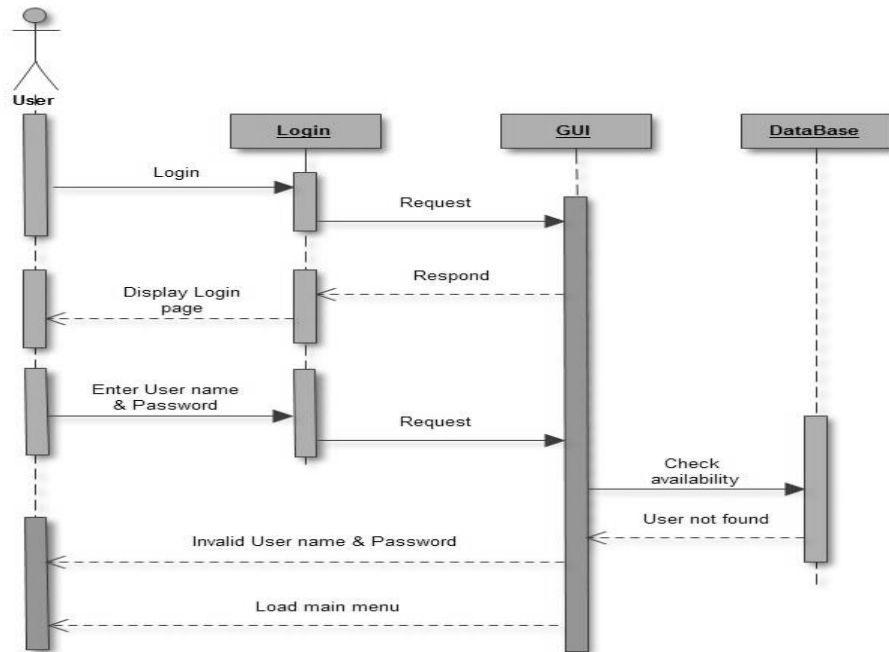 User
Login
GUI
DataBase
Login
Request
Respond
Display Login
page
Enter User name
& Password
Request
Check
availability
User not found
Invalid User name & Password
Load main menu